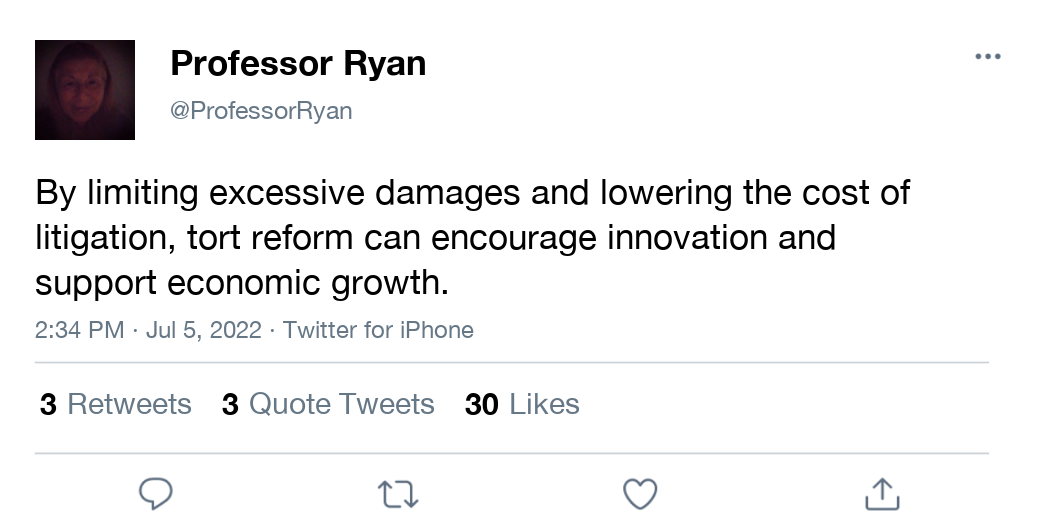 Professor Ryan
@ProfessorRyan
By limiting excessive damages and lowering the cost of
litigation, tort reform can encourage innovation and
support economic growth.
2:34 PM · Jul 5, 2022 · Twitter for iPhone
3 Retweets 3 Quote Tweets 30 Likes